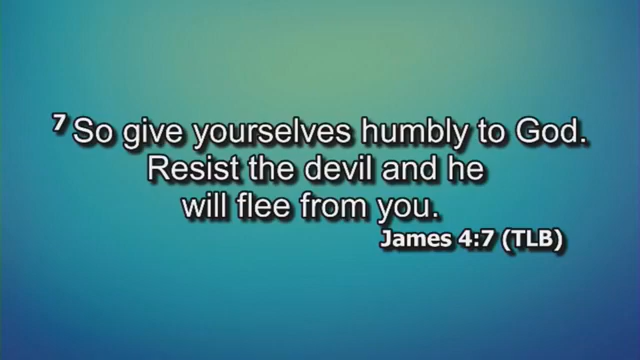 7 So give yourselves humbly to God.
Resist the devil and he
will flee from you.
James 4:7 (TLB)